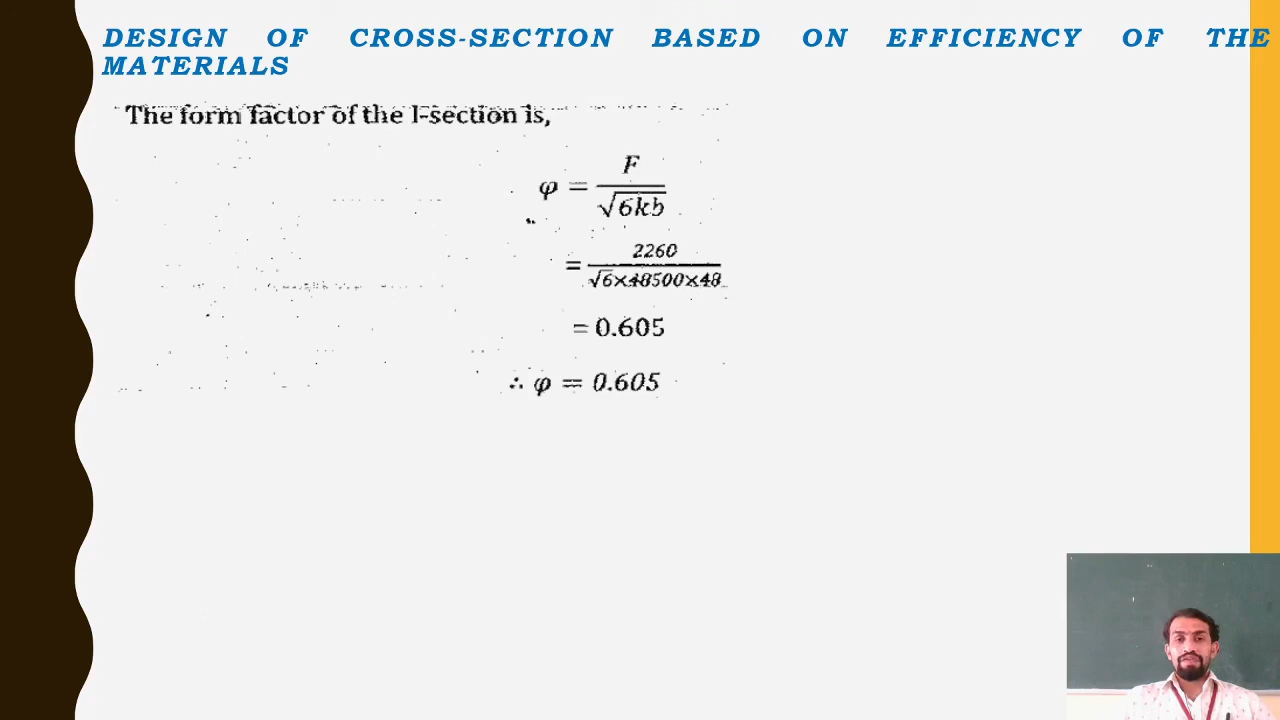 DESIGN OF CROSS-SECTION BASED ON EFFICIENCY OF THE
MATERIALS
The form factor of the I-section is,
φ = F / √6kb
= 2260 / √6×48500×48
= 0.605
∴ φ = 0.605